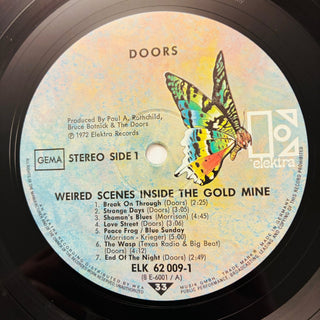 DOORS
Produced by Paul A. Rothchild,
Bruce Botnick & The Doors
℗ 1972 Elektra Records
GEMA
STEREO SIDE 1
elektra
WEIRED SCENES INSIDE THE GOLD MINE
1. Break On Through (Doors) (2:25)
2. Strange Days (Doors) (3:05)
3. Shaman's Blues (Morrison) (4:45)
4. Love Street (Doors) (3:06)
5. Peace Frog / Blue Sunday
(Morrison - Krieger) (5:00)
6. The Wasp (Texas Radio & Big Beat)
(Doors) (4:12)
7. End Of The Night (Doors) (2:49)
ELK 62 009-1
(8 E-6001 / A)
33